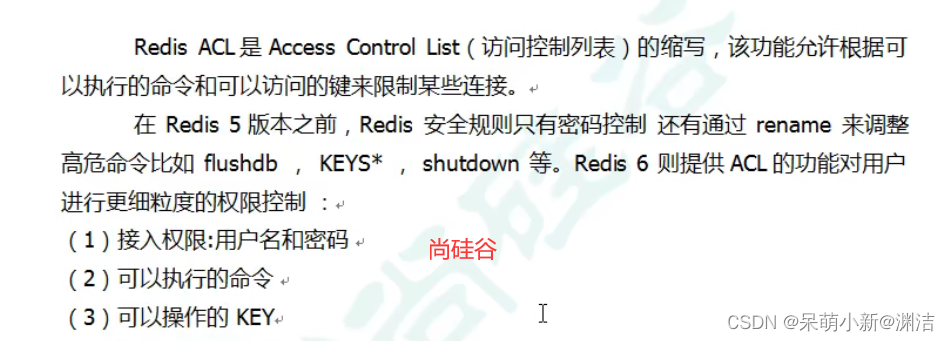 Redis ACL是 Access Control List（访问控制列表）的缩写，该功能允许根据可
以执行的命令和可以访问的键来限制某些连接。
在 Redis 5 版本之前，Redis 安全规则只有密码控制 还有通过 rename 来调整
高危命令比如 flushdb ， KEYS* ， shutdown 等。Redis 6 则提供 ACL 的功能对用户
进行更细粒度的权限控制 ：
（1）接入权限:用户名和密码
尚硅谷
（2）可以执行的命令
（3）可以操作的 KEY
尚硅谷
CSDN @呆萌小新@渊洁